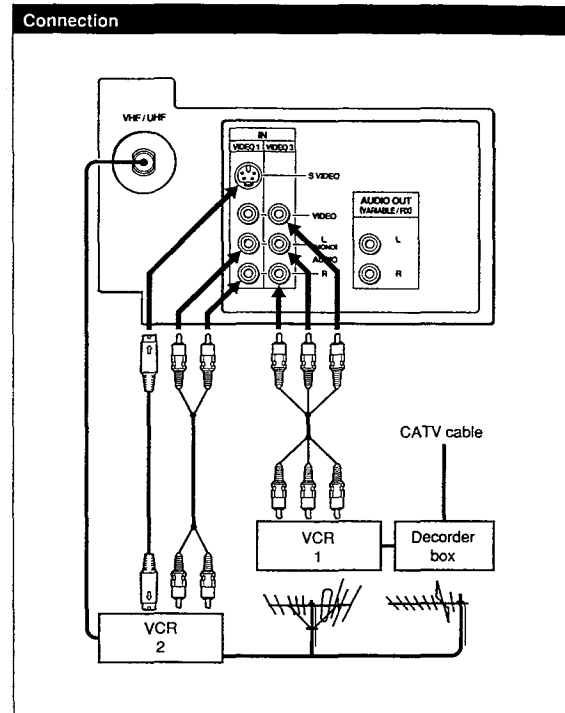 Connection
VHF / UHF
IN
VIDEO 1 VIDEO 3
S VIDEO
VIDEO
L
(MONO)
AUDIO
R
AUDIO OUT
(VARIABLE / FIX)
L
R
CATV cable
VCR
1
Decorder
box
VCR
2